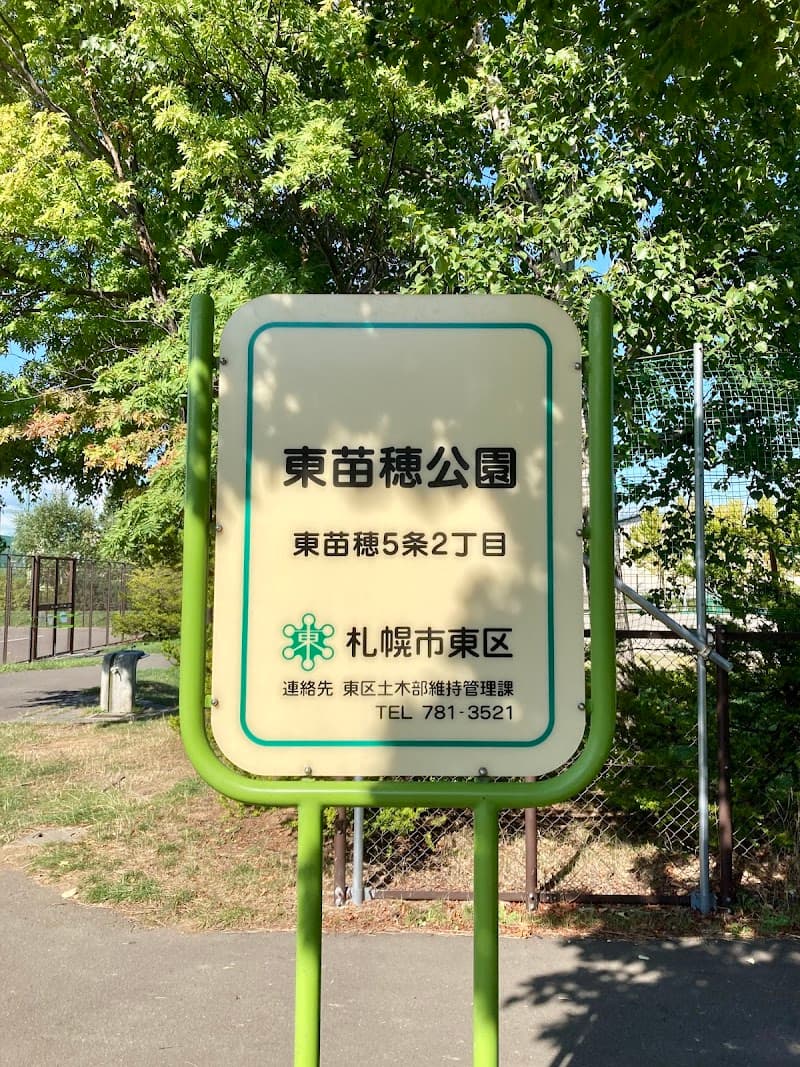 東苗穂公園
東苗穂5条2丁目
東 札幌市東区
連絡先 東区土木部維持管理課
TEL 781-3521